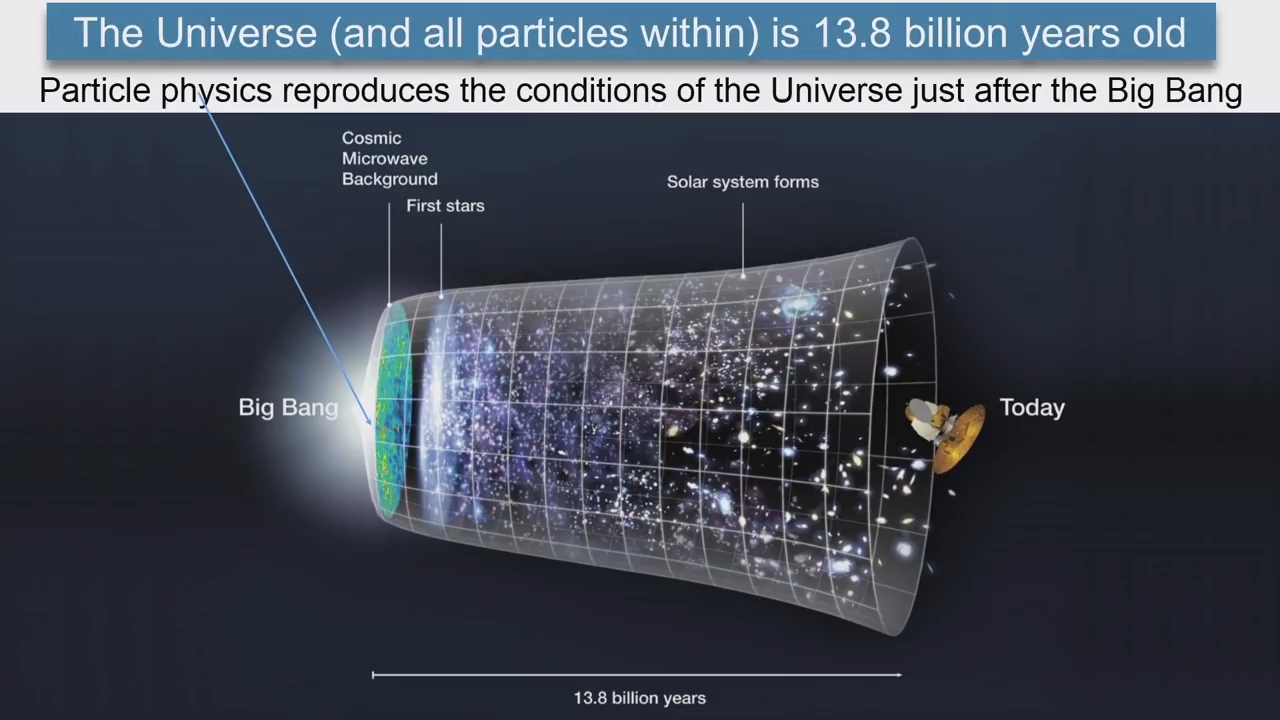 The Universe (and all particles within) is 13.8 billion years old
Particle physics reproduces the conditions of the Universe just after the Big Bang
Cosmic
Microwave
Background
First stars
Solar system forms
Big Bang
Today
13.8 billion years